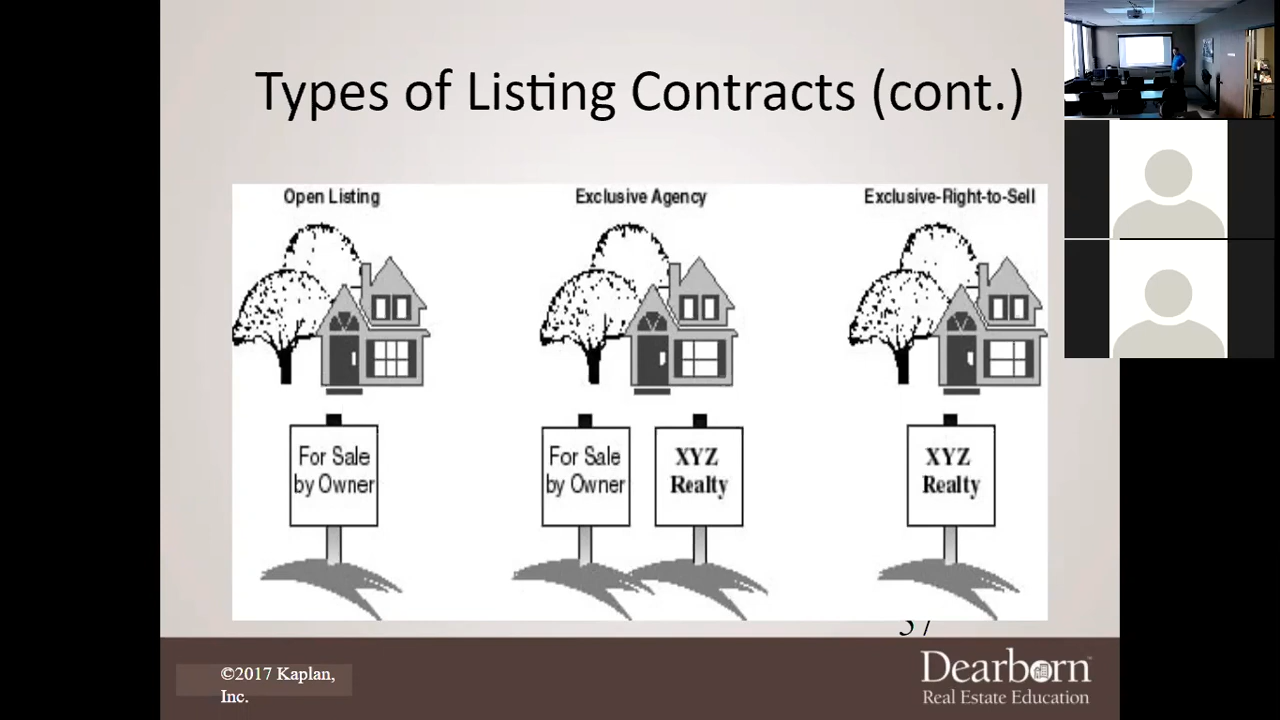 Types of Listing Contracts (cont.)
Open Listing
Exclusive Agency
Exclusive-Right-to-Sell
For Sale
by Owner
For Sale
by Owner
XYZ
Realty
XYZ
Realty
©2017 Kaplan,
Inc.
Dearborn
Real Estate Education